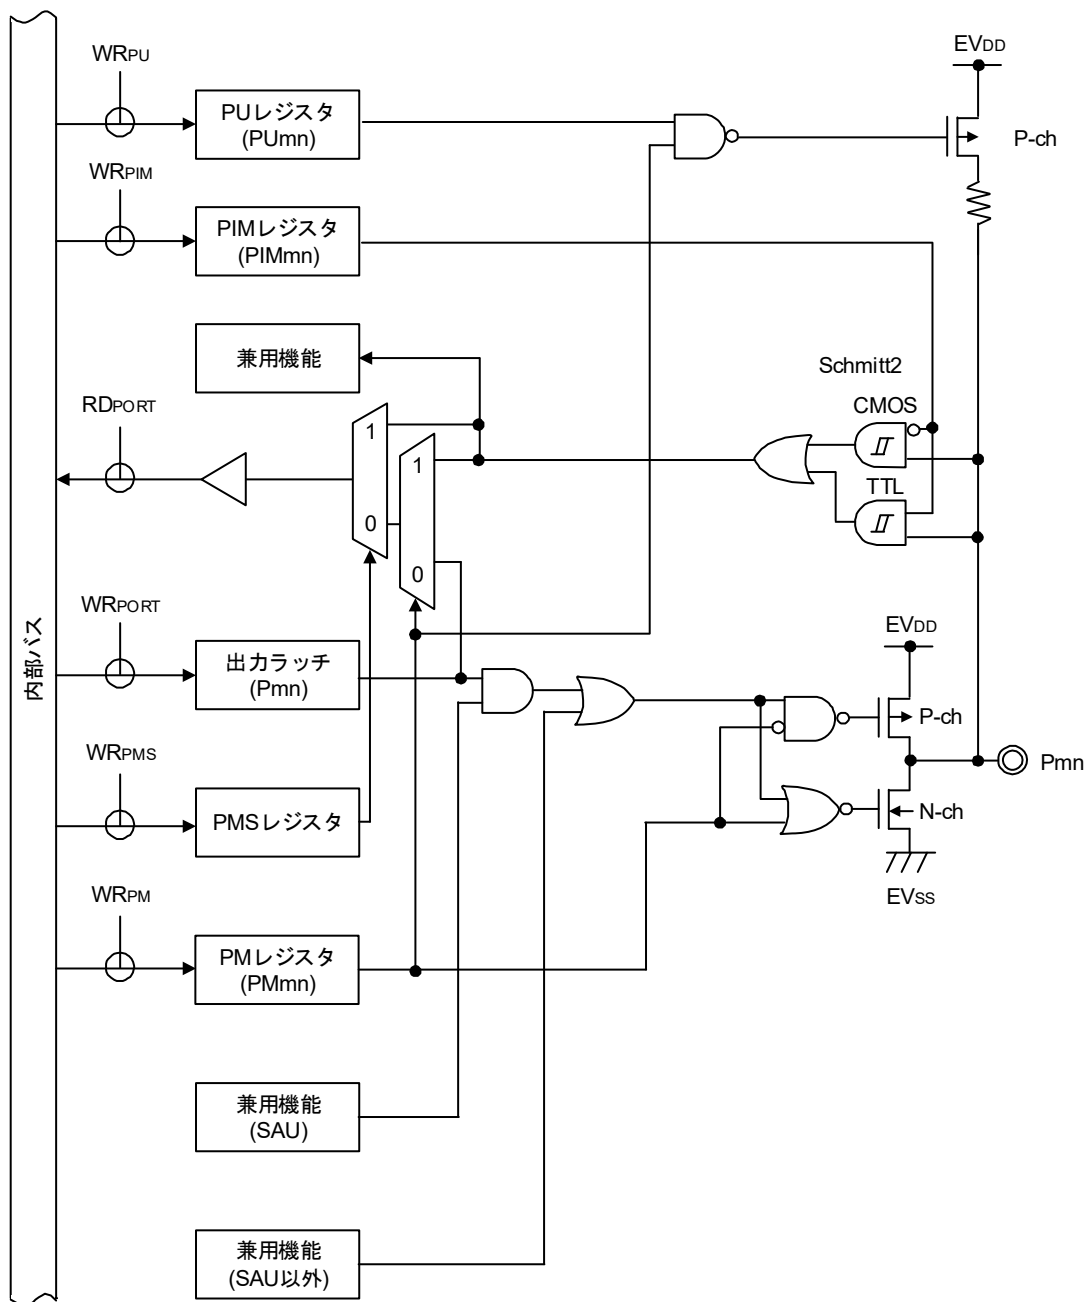 WRPU
PUレジスタ
(PUmn)
EVDD
P-ch
WRPIM
PIMレジスタ
(PIMmn)
兼用機能
Schmitt2
CMOS
TTL
RDPORT
1
0
1
0
内部バス
WRPORT
出力ラッチ
(Pmn)
EVDD
P-ch
Pmn
N-ch
EVSS
WRPMS
PMSレジスタ
WRPM
PMレジスタ
(PMmn)
兼用機能
(SAU)
兼用機能
(SAU以外)